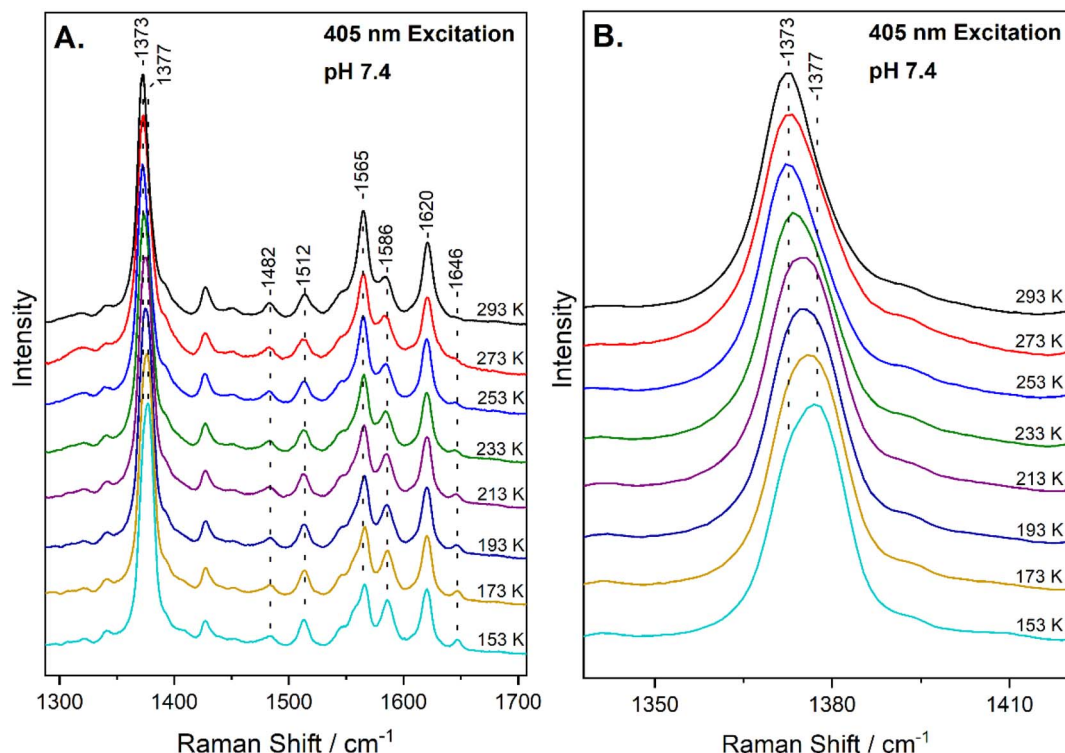 A.
405 nm Excitation
pH 7.4
-1373
-1377
-1482
-1512
-1565
-1586
-1620
-1646
293 K
273 K
253 K
233 K
213 K
193 K
173 K
153 K
Intensity
1300 1400 1500 1600 1700
Raman Shift / cm⁻¹
B.
405 nm Excitation
pH 7.4
-1373
-1377
293 K
273 K
253 K
233 K
213 K
193 K
173 K
153 K
Intensity
1350 1380 1410
Raman Shift / cm⁻¹